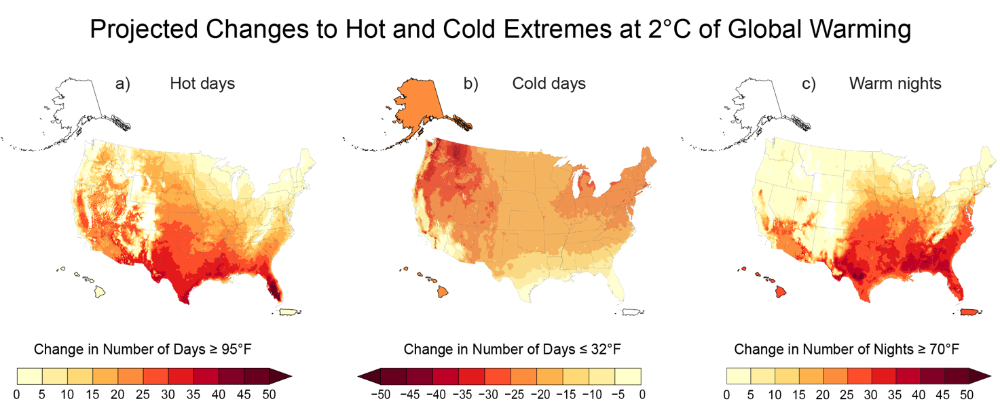 Projected Changes to Hot and Cold Extremes at 2°C of Global Warming
a) Hot days
b) Cold days
c) Warm nights
Change in Number of Days ≥ 95°F
0 5 10 15 20 25 30 35 40 45 50
Change in Number of Days ≤ 32°F
−50 −45 −40 −35 −30 −25 −20 −15 −10 −5 0
Change in Number of Nights ≥ 70°F
0 5 10 15 20 25 30 35 40 45 50